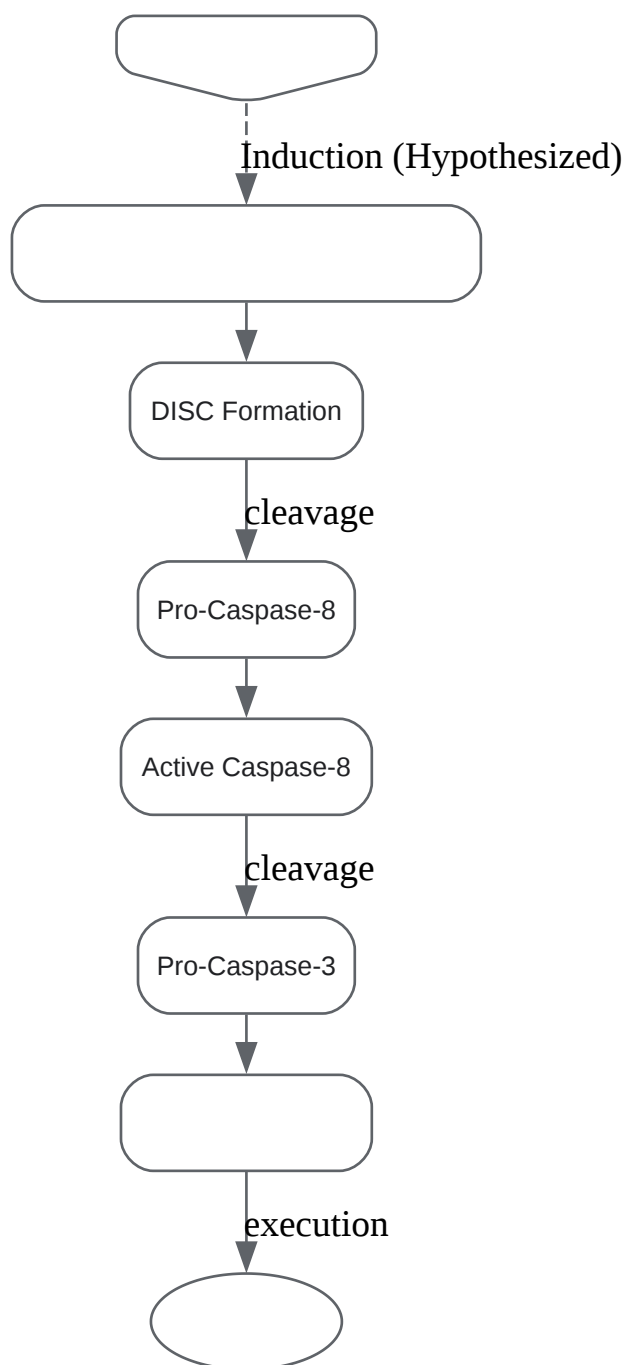 Induction (Hypothesized)
DISC Formation
cleavage
Pro-Caspase-8
Active Caspase-8
cleavage
Pro-Caspase-3
execution